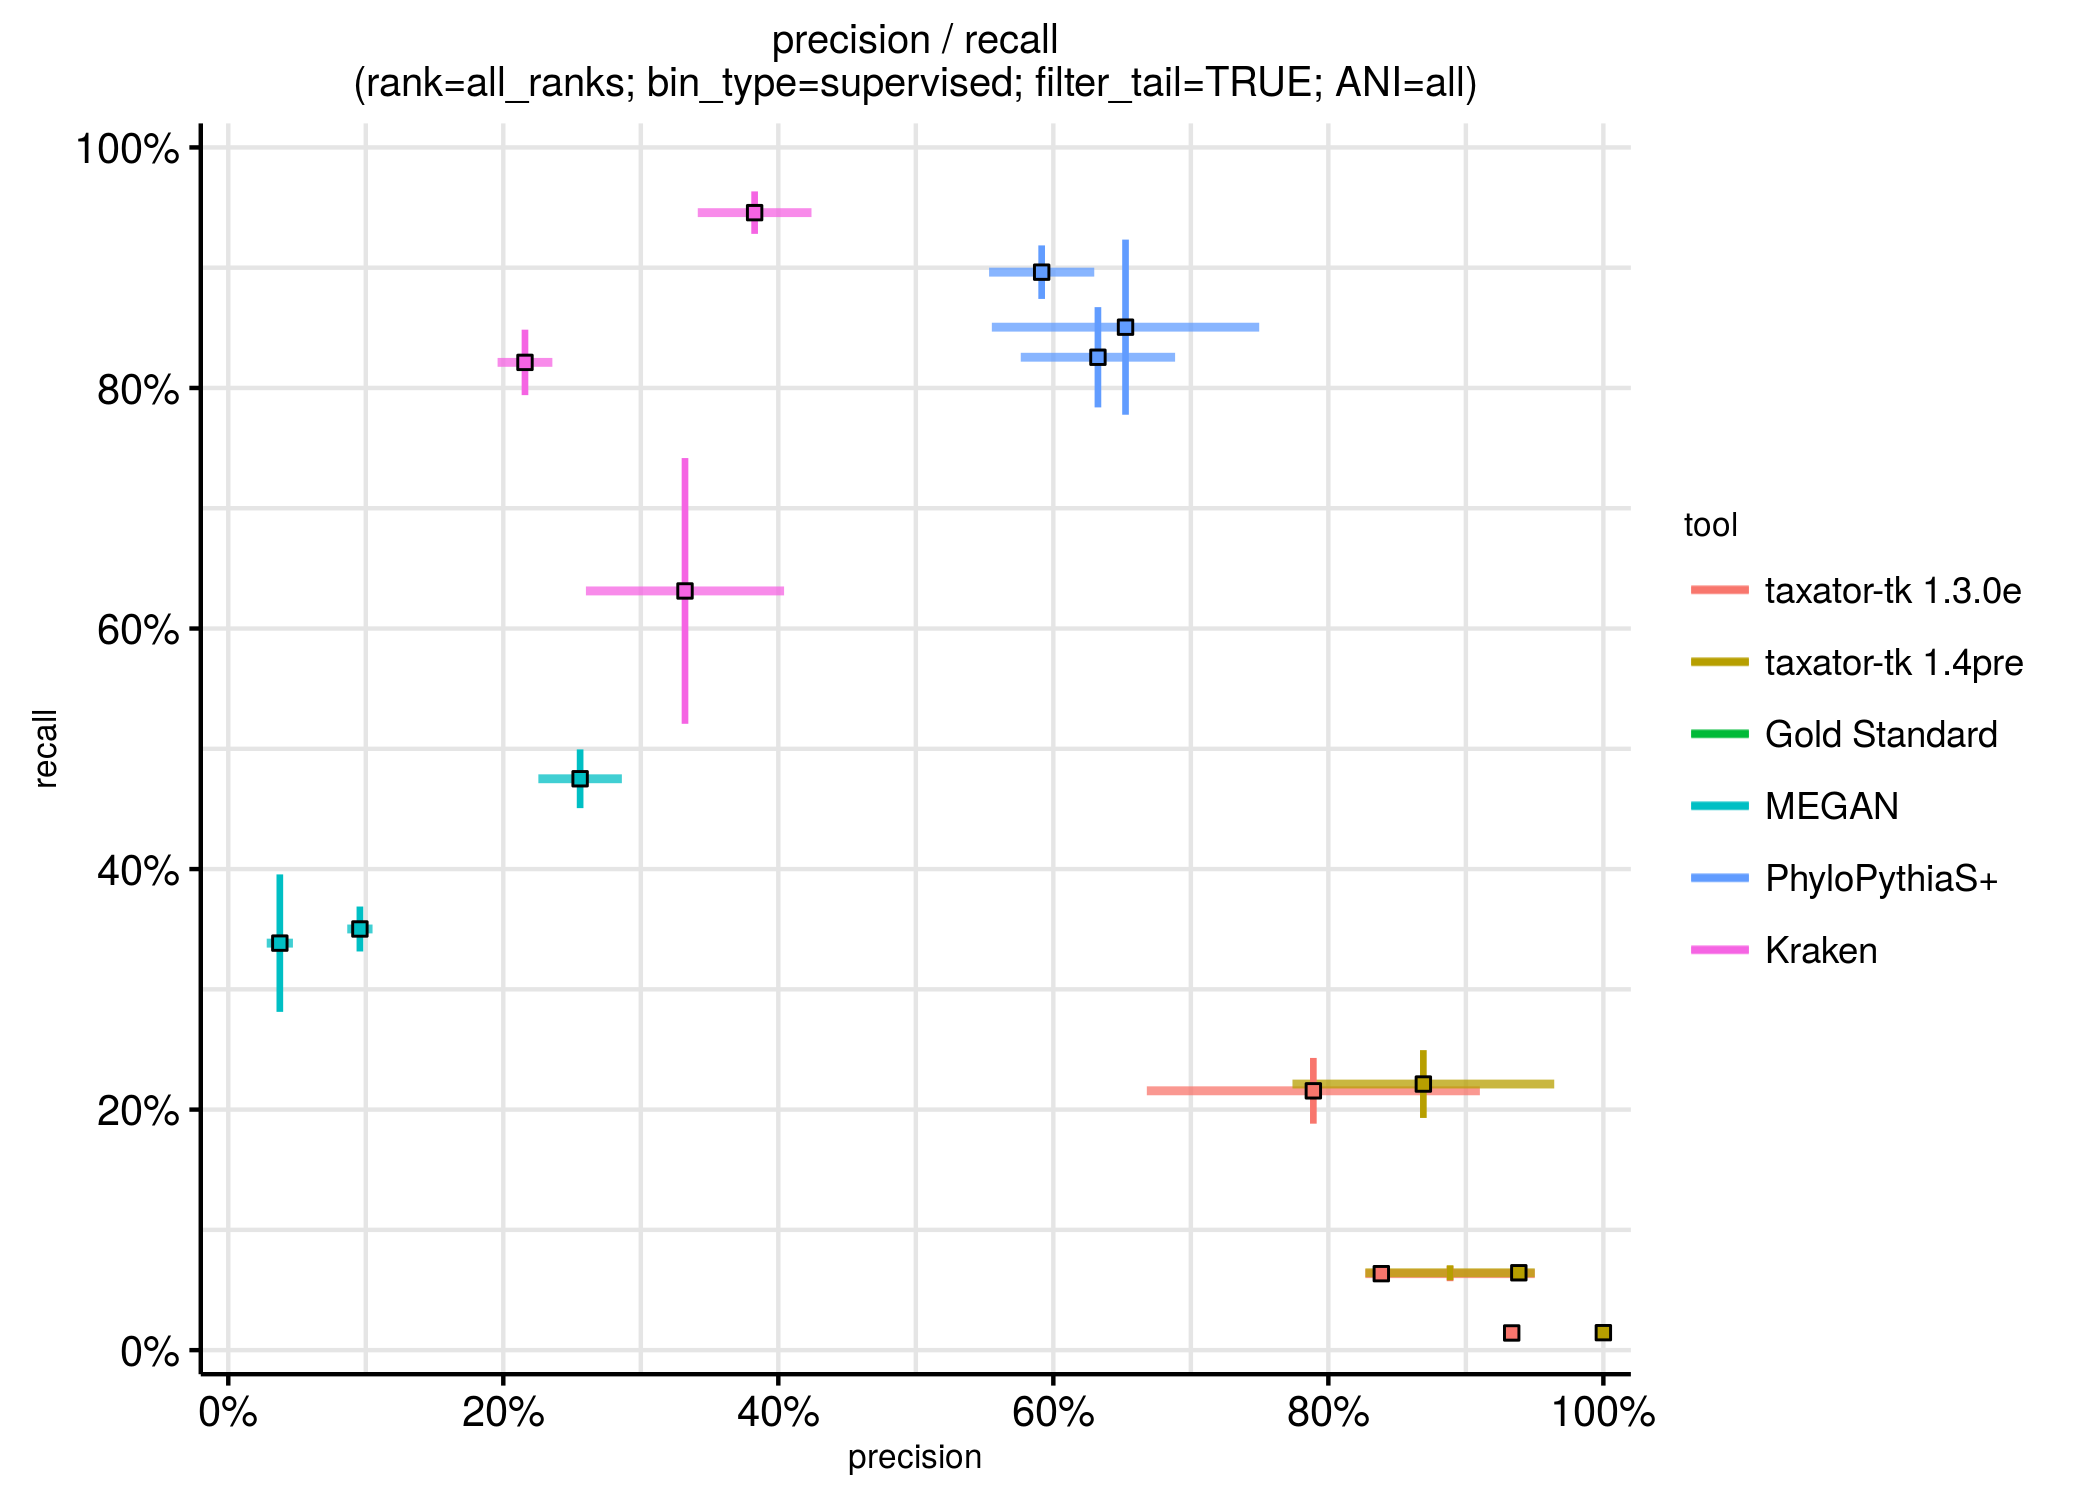 precision / recall
(rank=all_ranks; bin_type=supervised; filter_tail=TRUE; ANI=all)
100%
80%
60%
40%
20%
0%
recall
0%
20%
40%
60%
80%
100%
precision
tool
taxator-tk 1.3.0e
taxator-tk 1.4pre
Gold Standard
MEGAN
PhyloPythiaS+
Kraken